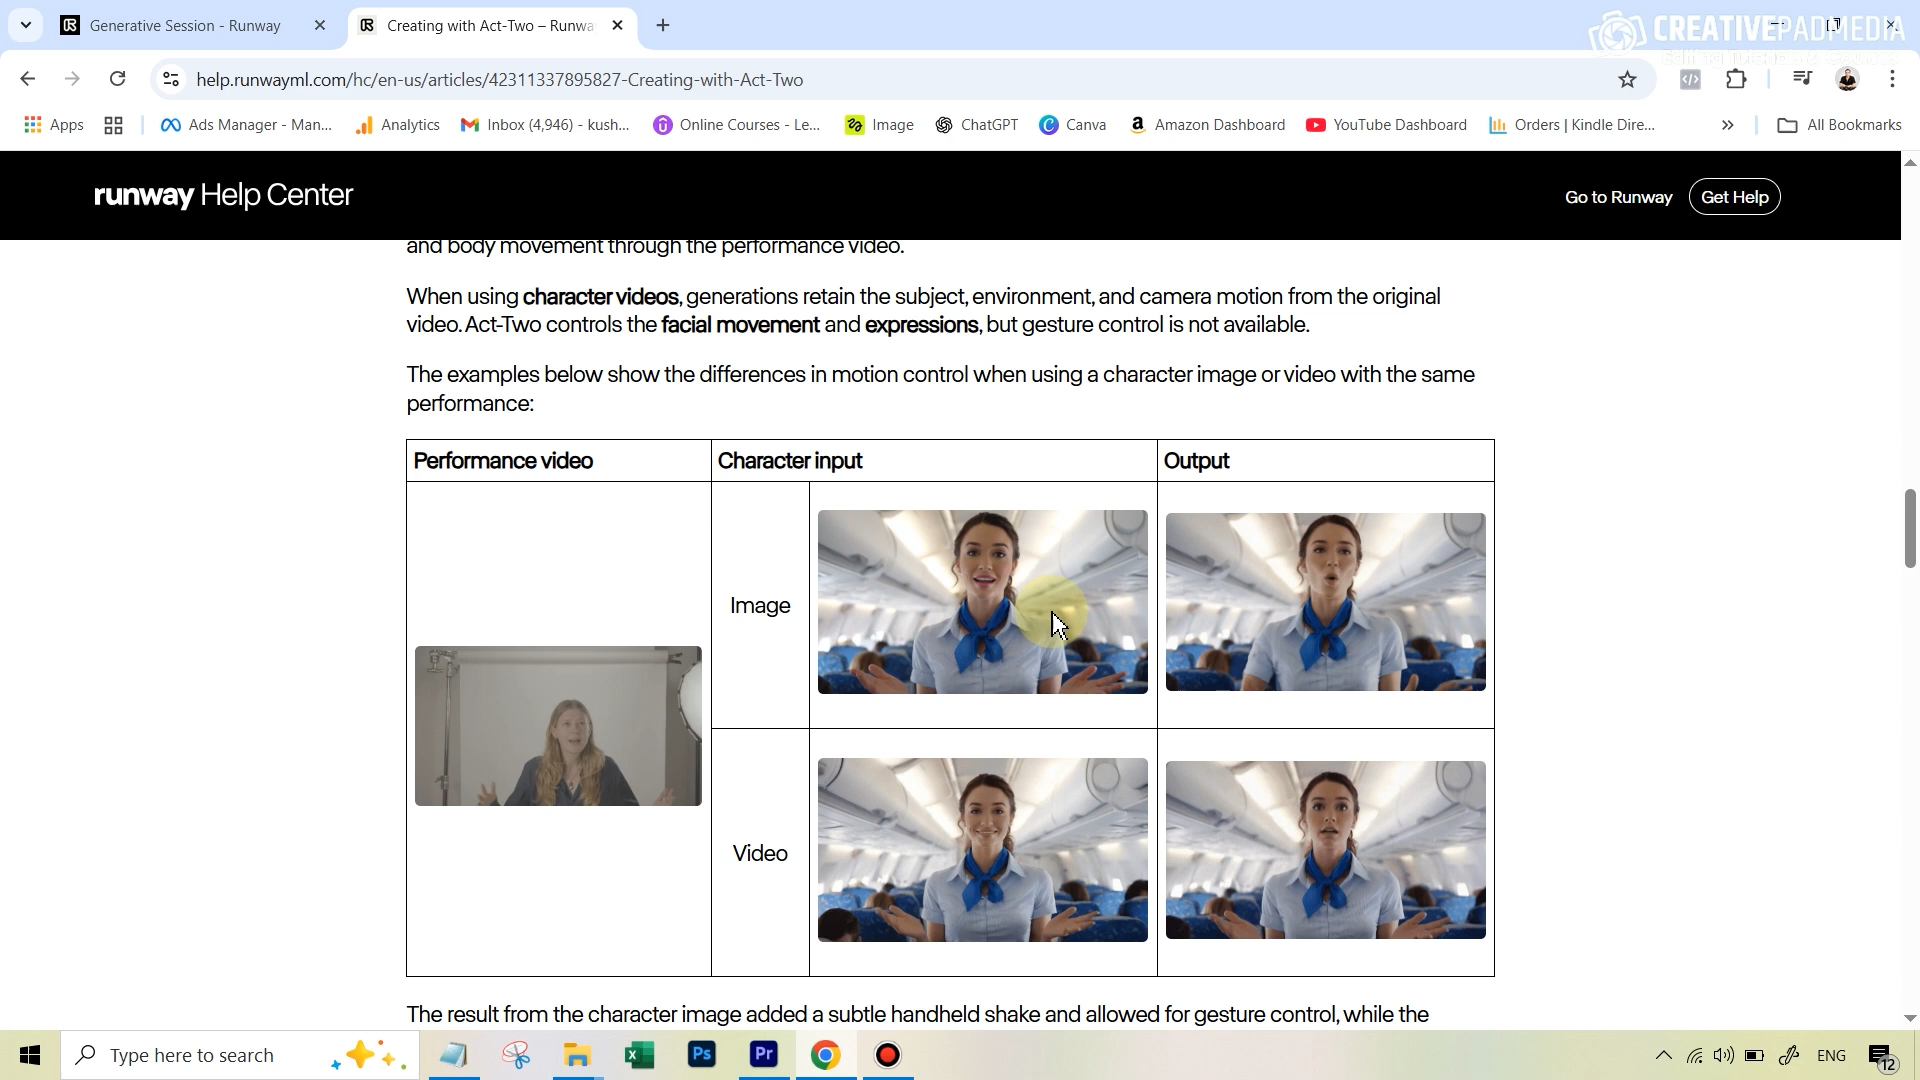 Generative Session - Runway
Creating with Act-Two – Runwa
CREATIVEPADMEDIA
help.runwayml.com/hc/en-us/articles/42311337895827-Creating-with-Act-Two
Apps
Ads Manager - Man...
Analytics
Inbox (4,946) - kush...
Online Courses - Le...
Image
ChatGPT
Canva
Amazon Dashboard
YouTube Dashboard
Orders | Kindle Dire...
All Bookmarks
runway Help Center
Go to Runway
Get Help
and body movement through the performance video.
When using character videos, generations retain the subject, environment, and camera motion from the original
video. Act-Two controls the facial movement and expressions, but gesture control is not available.
The examples below show the differences in motion control when using a character image or video with the same
performance:
Performance video
Character input
Output
Image
Video
The result from the character image added a subtle handheld shake and allowed for gesture control, while the
Type here to search
Ps
Pr
ENG
12